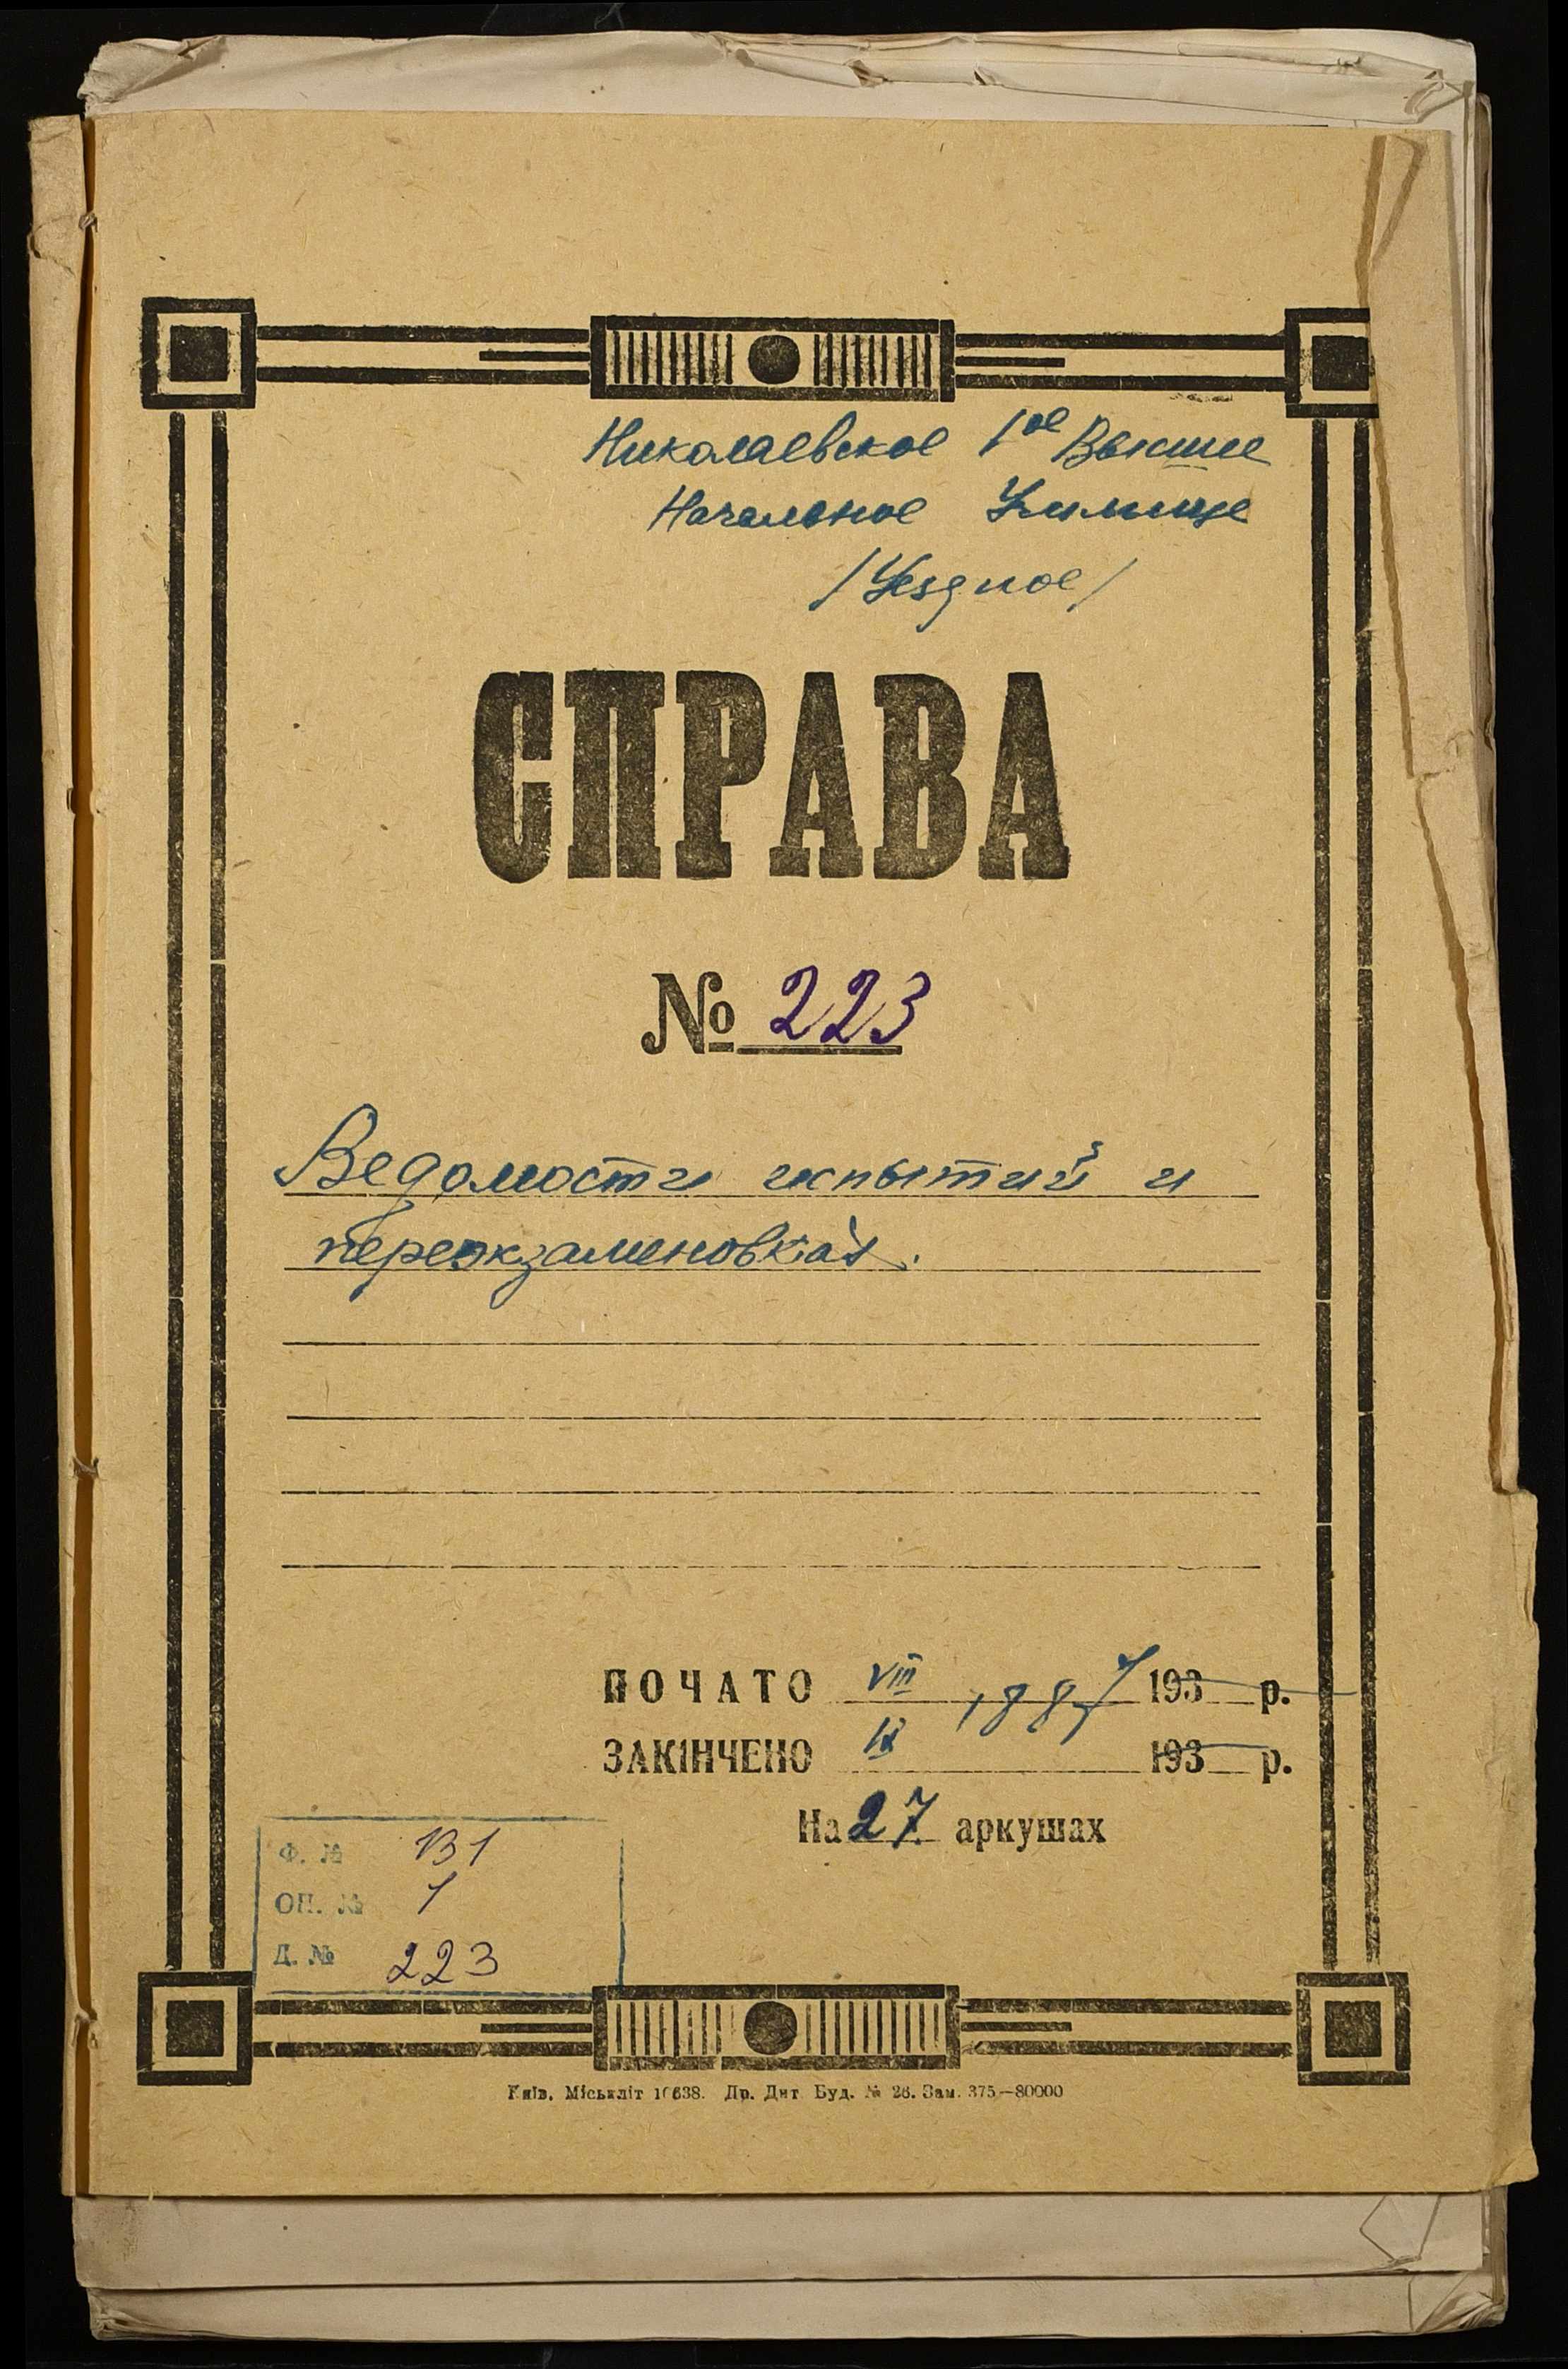 Николаевское 1ое Высшее
Начальное Училище
/Уездное/
СПРАВА
№ 223
Ведомости испытий и
переэкзаменовках.
ПОЧАТО VIII 1887 193 р.
ЗАКІНЧЕНО IX 193 р.
На 27 аркушах
Ф. № 131
ОП. № 1
Д. № 223
Київ. Міськліт 10638. Др. Буд. № 26. Зам. 375—80000